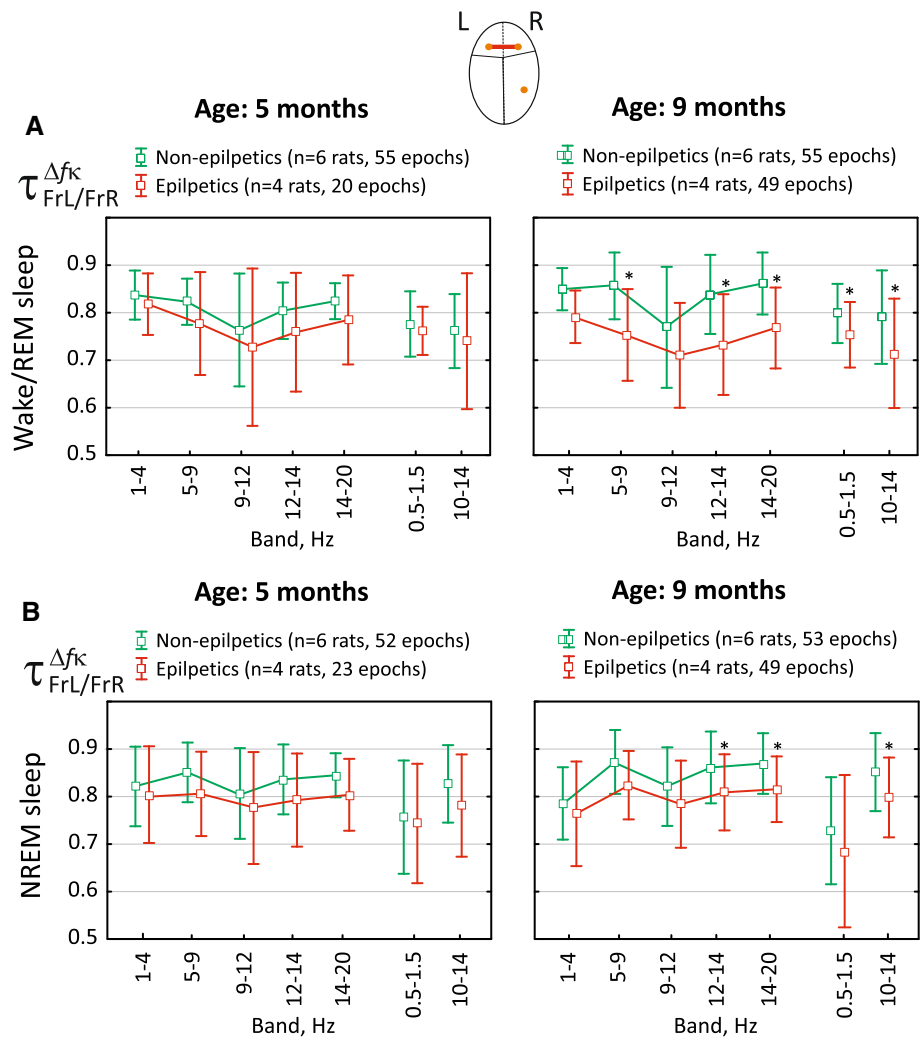 L R
Age: 5 months Age: 9 months
A
Non-epilpetics (n=6 rats, 55 epochs) Non-epilpetics (n=6 rats, 55 epochs)
Epilpetics (n=4 rats, 20 epochs) Epilpetics (n=4 rats, 49 epochs)
τ Δfκ FrL/FrR
Wake/REM sleep
0.9
0.8
0.7
0.6
0.5
* * * * *
1-4 5-9 9-12 12-14 14-20 0.5-1.5 10-14 1-4 5-9 9-12 12-14 14-20 0.5-1.5 10-14
Band, Hz Band, Hz
Age: 5 months Age: 9 months
B
Non-epilpetics (n=6 rats, 52 epochs) Non-epilpetics (n=6 rats, 53 epochs)
Epilpetics (n=4 rats, 23 epochs) Epilpetics (n=4 rats, 49 epochs)
τ Δfκ FrL/FrR
NREM sleep
0.9
0.8
0.7
0.6
0.5
* * *
1-4 5-9 9-12 12-14 14-20 0.5-1.5 10-14 1-4 5-9 9-12 12-14 14-20 0.5-1.5 10-14
Band, Hz Band, Hz